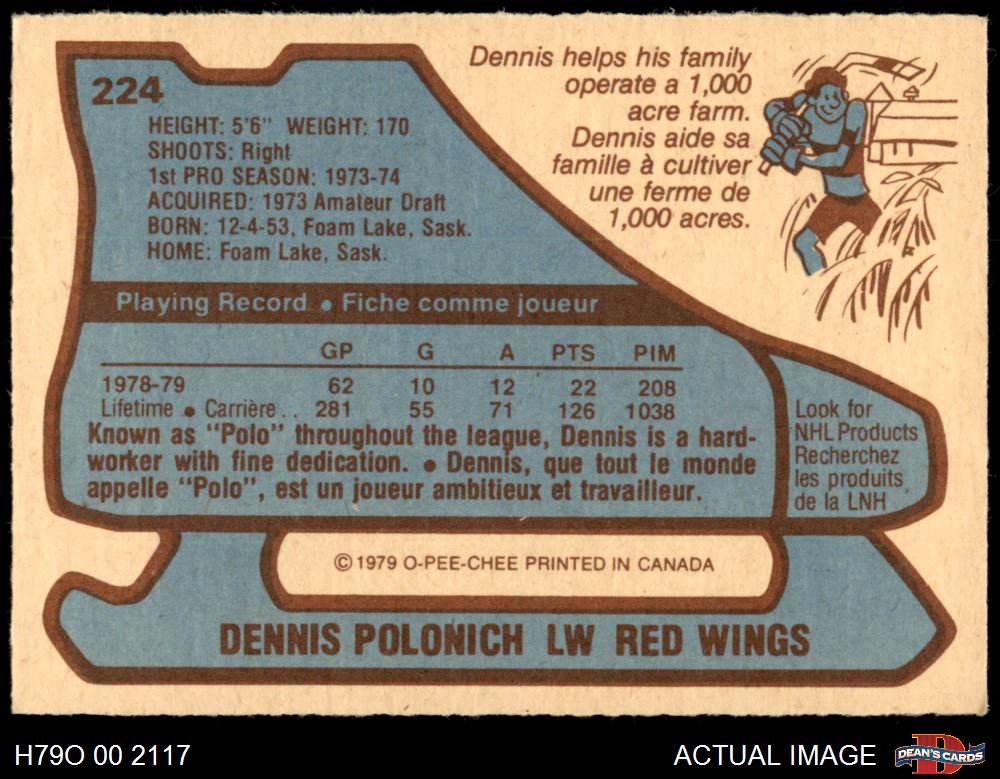 224
HEIGHT: 5'6" WEIGHT: 170
SHOOTS: Right
1st PRO SEASON: 1973-74
ACQUIRED: 1973 Amateur Draft
BORN: 12-4-53, Foam Lake, Sask.
HOME: Foam Lake, Sask.
Dennis helps his family
operate a 1,000
acre farm.
Dennis aide sa
famille à cultiver
une ferme de
1,000 acres.
Playing Record • Fiche comme joueur
GP G A PTS PIM
1978-79 62 10 12 22 208
Lifetime • Carrière . . 281 55 71 126 1038
Known as "Polo" throughout the league, Dennis is a hard-
worker with fine dedication. • Dennis, que tout le monde
appelle "Polo", est un joueur ambitieux et travailleur.
Look for
NHL Products
Recherchez
les produits
de la LNH
© 1979 O-PEE-CHEE PRINTED IN CANADA
DENNIS POLONICH LW RED WINGS
H79O 00 2117
ACTUAL IMAGE
DEAN'S CARDS